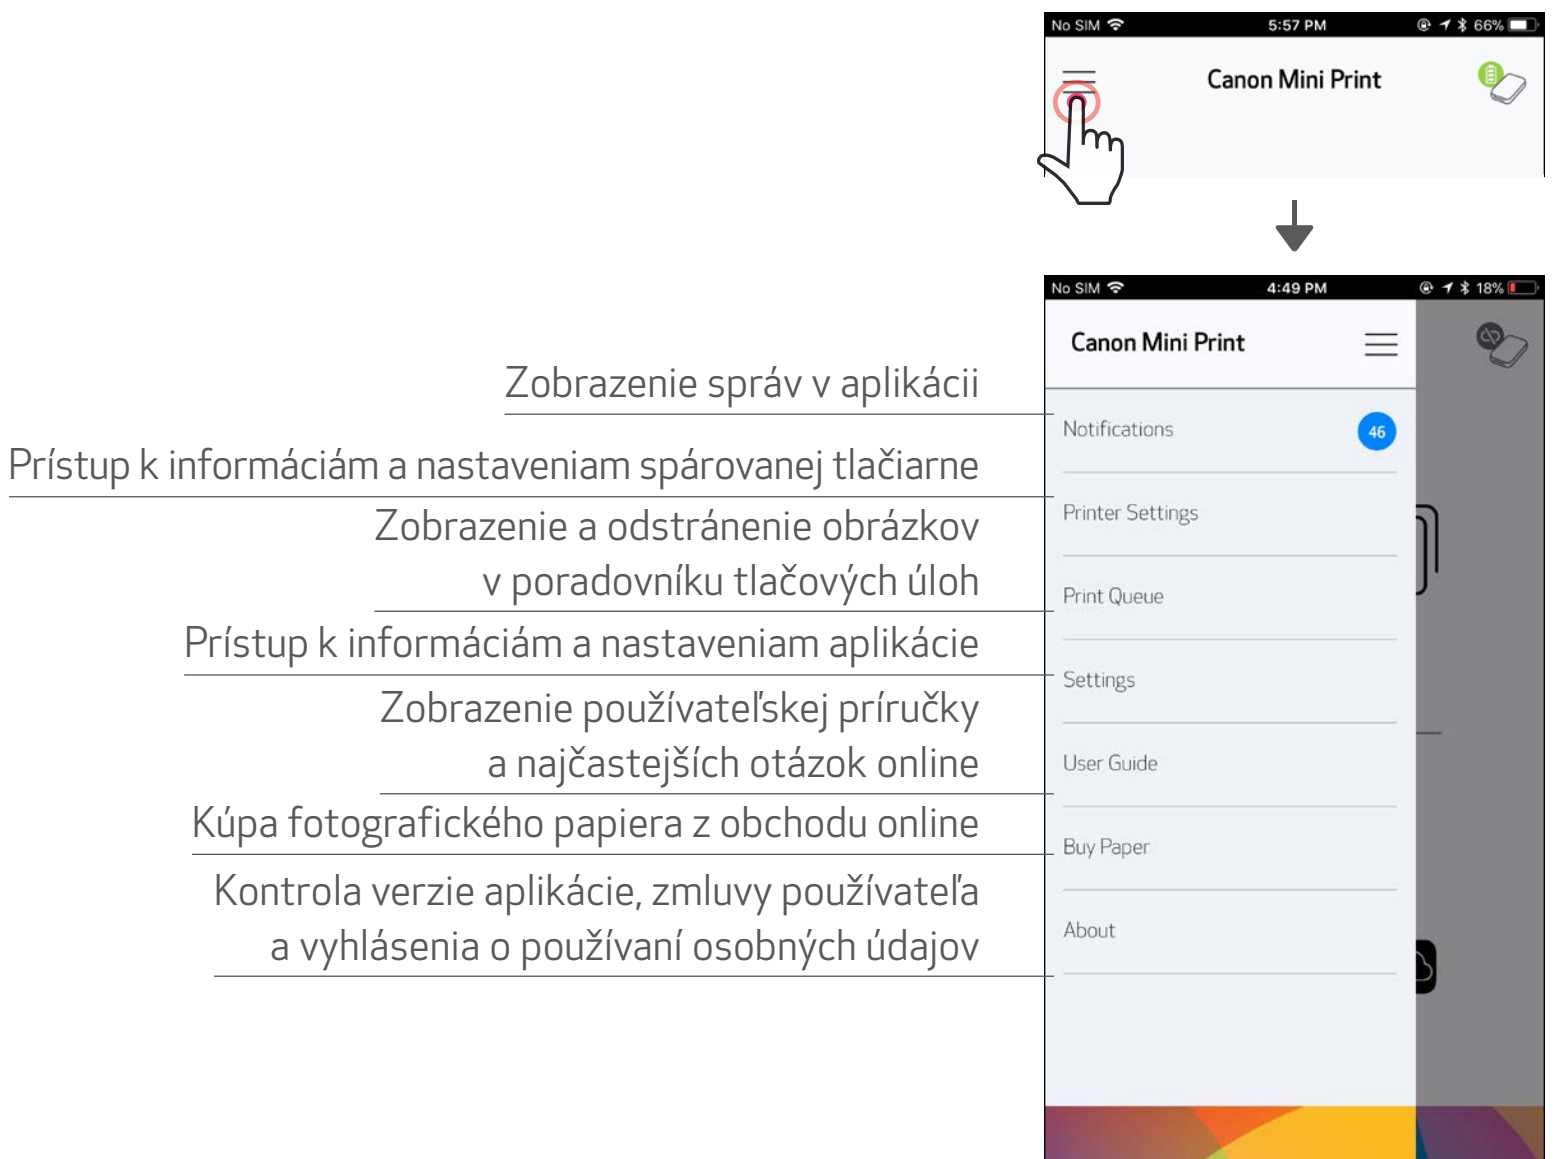 No SIM 5:57 PM 66%
Canon Mini Print
No SIM 4:49 PM 18%
Canon Mini Print
Zobrazenie správ v aplikácii
Notifications 46
Prístup k informáciám a nastaveniam spárovanej tlačiarne
Printer Settings
Zobrazenie a odstránenie obrázkov
v poradovníku tlačových úloh
Print Queue
Prístup k informáciám a nastaveniam aplikácie
Settings
Zobrazenie používateľskej príručky
a najčastejších otázok online
User Guide
Kúpa fotografického papiera z obchodu online
Buy Paper
Kontrola verzie aplikácie, zmluvy používateľa
a vyhlásenia o používaní osobných údajov
About